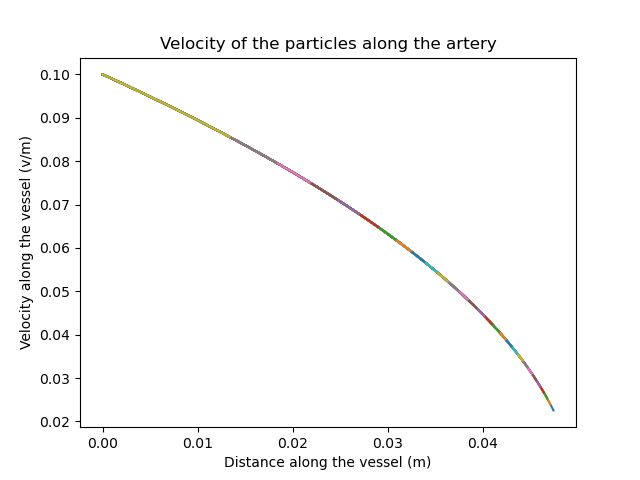 Velocity of the particles along the artery
0.10
0.09
0.08
0.07
0.06
0.05
0.04
0.03
0.02
Velocity along the vessel (v/m)
0.00 0.01 0.02 0.03 0.04
Distance along the vessel (m)